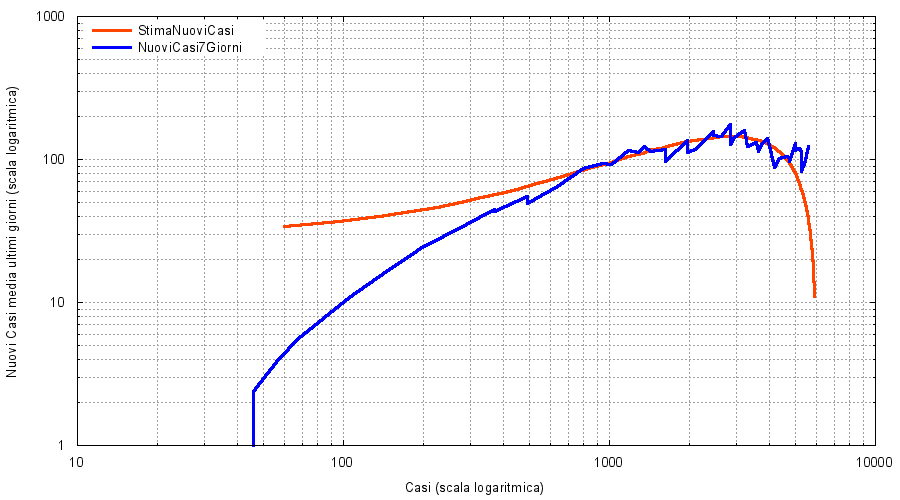 1000
StimaNuoviCasi
NuoviCasi7Giorni
100
Nuovi Casi media ultimi giorni (scala logaritmica)
10
1
10 100 1000 10000
Casi (scala logaritmica)